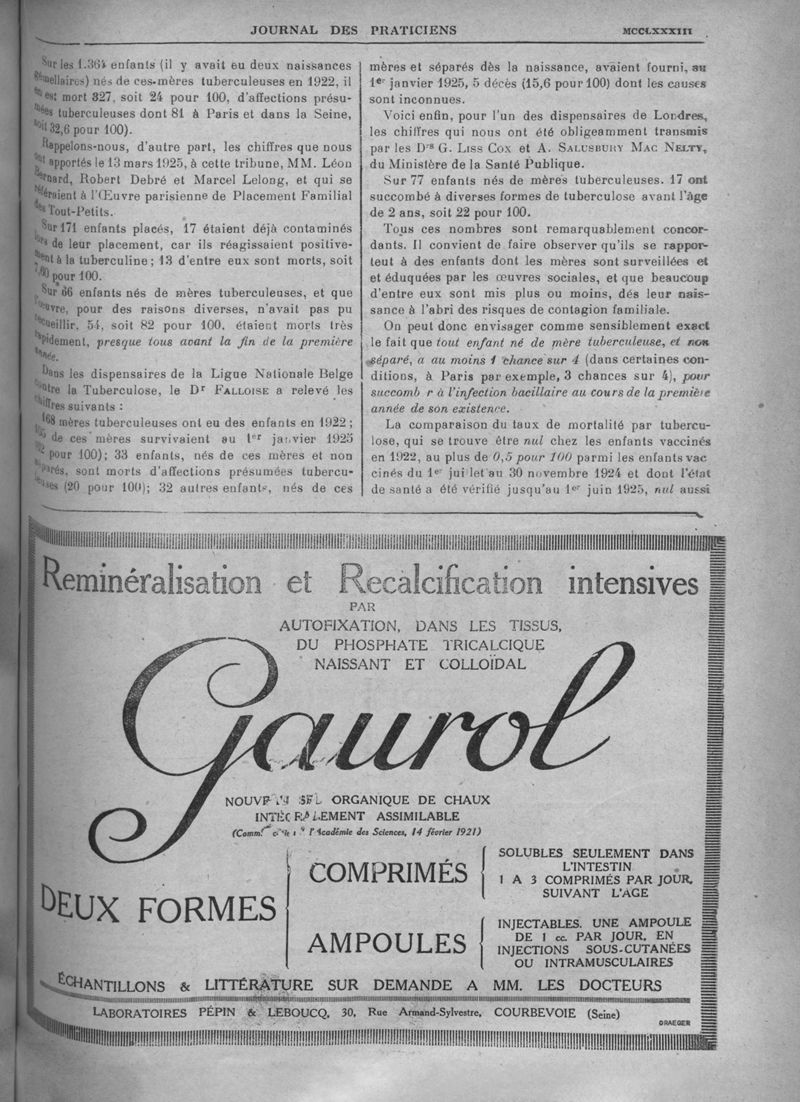 JOURNAL DES PRATICIENS
MCCLXXXIII
Sur les 1.364 enfants (il y avait eu deux naissances
gémellaires) nés de ces mères tuberculeuses en 1922, il
en est mort 327, soit 24 pour 100, d'affections présu-
mées tuberculeuses dont 81 à Paris et dans la Seine,
soit 32,6 pour 100).
Rappelons-nous, d'autre part, les chiffres que nous
ont apportés le 13 mars 1925, à cette tribune, MM. Léon
Bernard, Robert Debré et Marcel Lelong, et qui se
référaient à l'Œuvre parisienne de Placement Familial
des Tout-Petits.
Sur 171 enfants placés, 17 étaient déjà contaminés
lors de leur placement, car ils réagissaient positive-
ment à la tuberculine; 13 d'entre eux sont morts, soit
7,60 pour 100.
Sur 66 enfants nés de mères tuberculeuses, et que
l'œuvre, pour des raisons diverses, n'avait pas pu
recueillir, 54, soit 82 pour 100, étaient morts très
rapidement, presque tous avant la fin de la première
année.
Dans les dispensaires de la Ligue Nationale Belge
contre la Tuberculose, le Dr FALLOISE a relevé les
chiffres suivants :
168 mères tuberculeuses ont eu des enfants en 1922;
de ces mères survivaient au 1er janvier 1925
pour 100); 33 enfants, nés de ces mères et non
séparés, sont morts d'affections présumées tubercu-
leuses (20 pour 100); 32 autres enfants, nés de ces
mères et séparés dès la naissance, avaient fourni, au
1er janvier 1925, 5 décès (15,6 pour 100) dont les causes
sont inconnues.
Voici enfin, pour l'un des dispensaires de Londres,
les chiffres qui nous ont été obligeamment transmis
par les Drs G. LISS COX et A. SALUSBURY MAC NELTY,
du Ministère de la Santé Publique.
Sur 77 enfants nés de mères tuberculeuses. 17 ont
succombé à diverses formes de tuberculose avant l'âge
de 2 ans, soit 22 pour 100.
Tous ces nombres sont remarquablement concor-
dants. Il convient de faire observer qu'ils se rappor-
teut à des enfants dont les mères sont surveillées et
et éduquées par les œuvres sociales, et que beaucoup
d'entre eux sont mis plus ou moins, dés leur nais-
sance à l'abri des risques de contagion familiale.
On peut donc envisager comme sensiblement exact
le fait que tout enfant né de mère tuberculeuse, et non
séparé, a au moins 1 chance sur 4 (dans certaines con-
ditions, à Paris par exemple, 3 chances sur 4), pour
succomb r à l'infection bacillaire au cours de la première
année de son existence.
La comparaison du taux de mortalité par tubercu-
lose, qui se trouve être nul chez les enfants vaccinés
en 1922, au plus de 0,5 pour 100 parmi les enfants vac
cinés du 1er jui let au 30 novembre 1924 et dont l'état
de santé a été vérifié jusqu'au 1er juin 1925, nul aussi
Reminéralisation et Recalcification intensives
PAR
AUTOFIXATION, DANS LES TISSUS,
DU PHOSPHATE TRICALCIQUE
NAISSANT ET COLLOÏDAL
Gaurol
NOUVEAU SEL ORGANIQUE DE CHAUX
INTÉGRALEMENT ASSIMILABLE
l'Académie des Sciences, 14 février 1921)
DEUX FORMES
COMPRIMÉS
SOLUBLES SEULEMENT DANS
L'INTESTIN
1 A 3 COMPRIMÉS PAR JOUR,
SUIVANT L'AGE
AMPOULES
INJECTABLES. UNE AMPOULE
DE 1 cc. PAR JOUR, EN
INJECTIONS SOUS-CUTANÉES
OU INTRAMUSCULAIRES
ÉCHANTILLONS & LITTÉRATURE SUR DEMANDE A MM. LES DOCTEURS
LABORATOIRES PÉPIN & LEBOUCQ, 30, Rue Armand-Sylvestre, COURBEVOIE (Seine)
DRAEGER